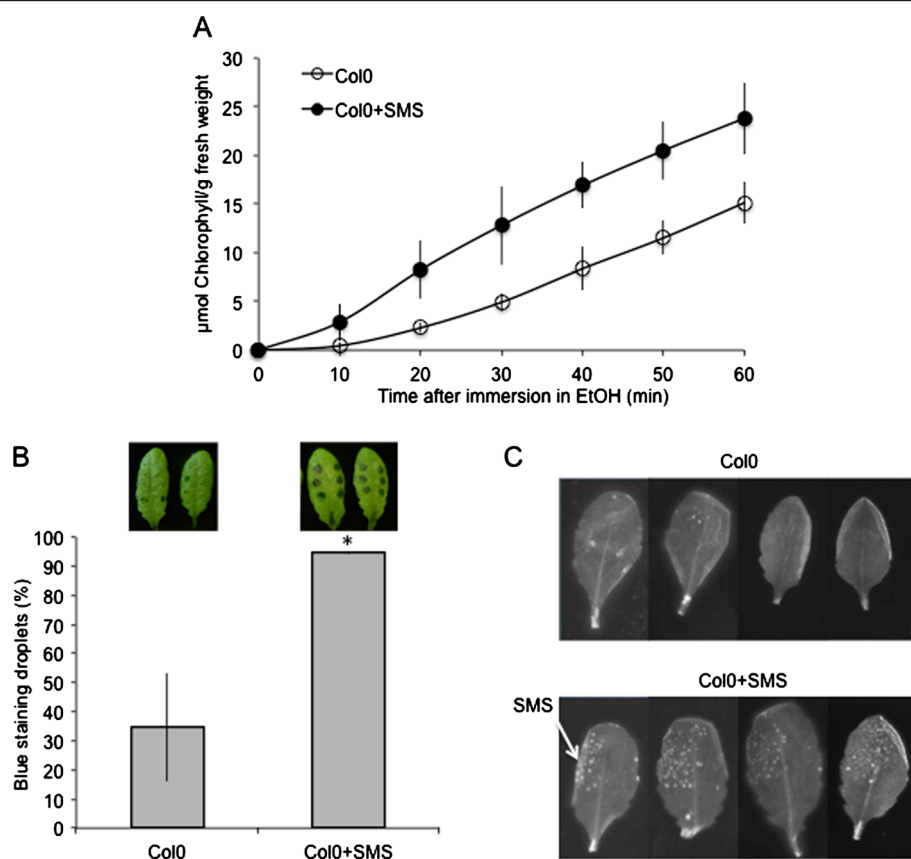 A
µmol Chlorophyll/g fresh weight
30
25
20
15
10
5
0
Col0
Col0+SMS
0 10 20 30 40 50 60
Time after immersion in EtOH (min)
B
Blue staining droplets (%)
100
90
80
70
60
50
40
30
20
10
0
*
Col0 Col0+SMS
C
Col0
Col0+SMS
SMS